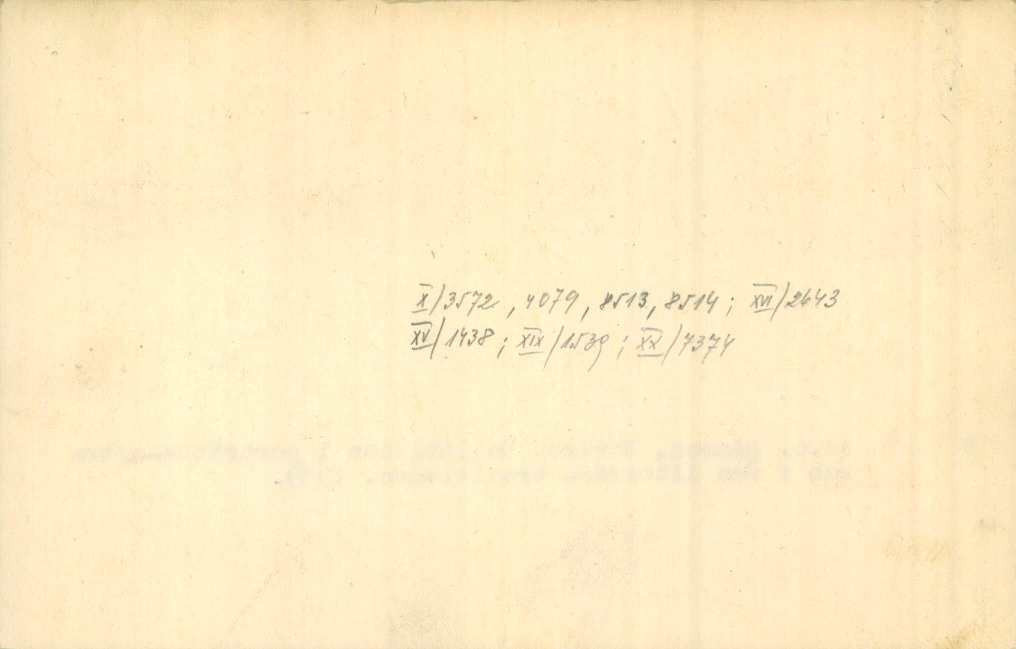 X/3572, 4079, 8513, 8514; XVI/2643
XV/1438; XIX/1539; XX/7374